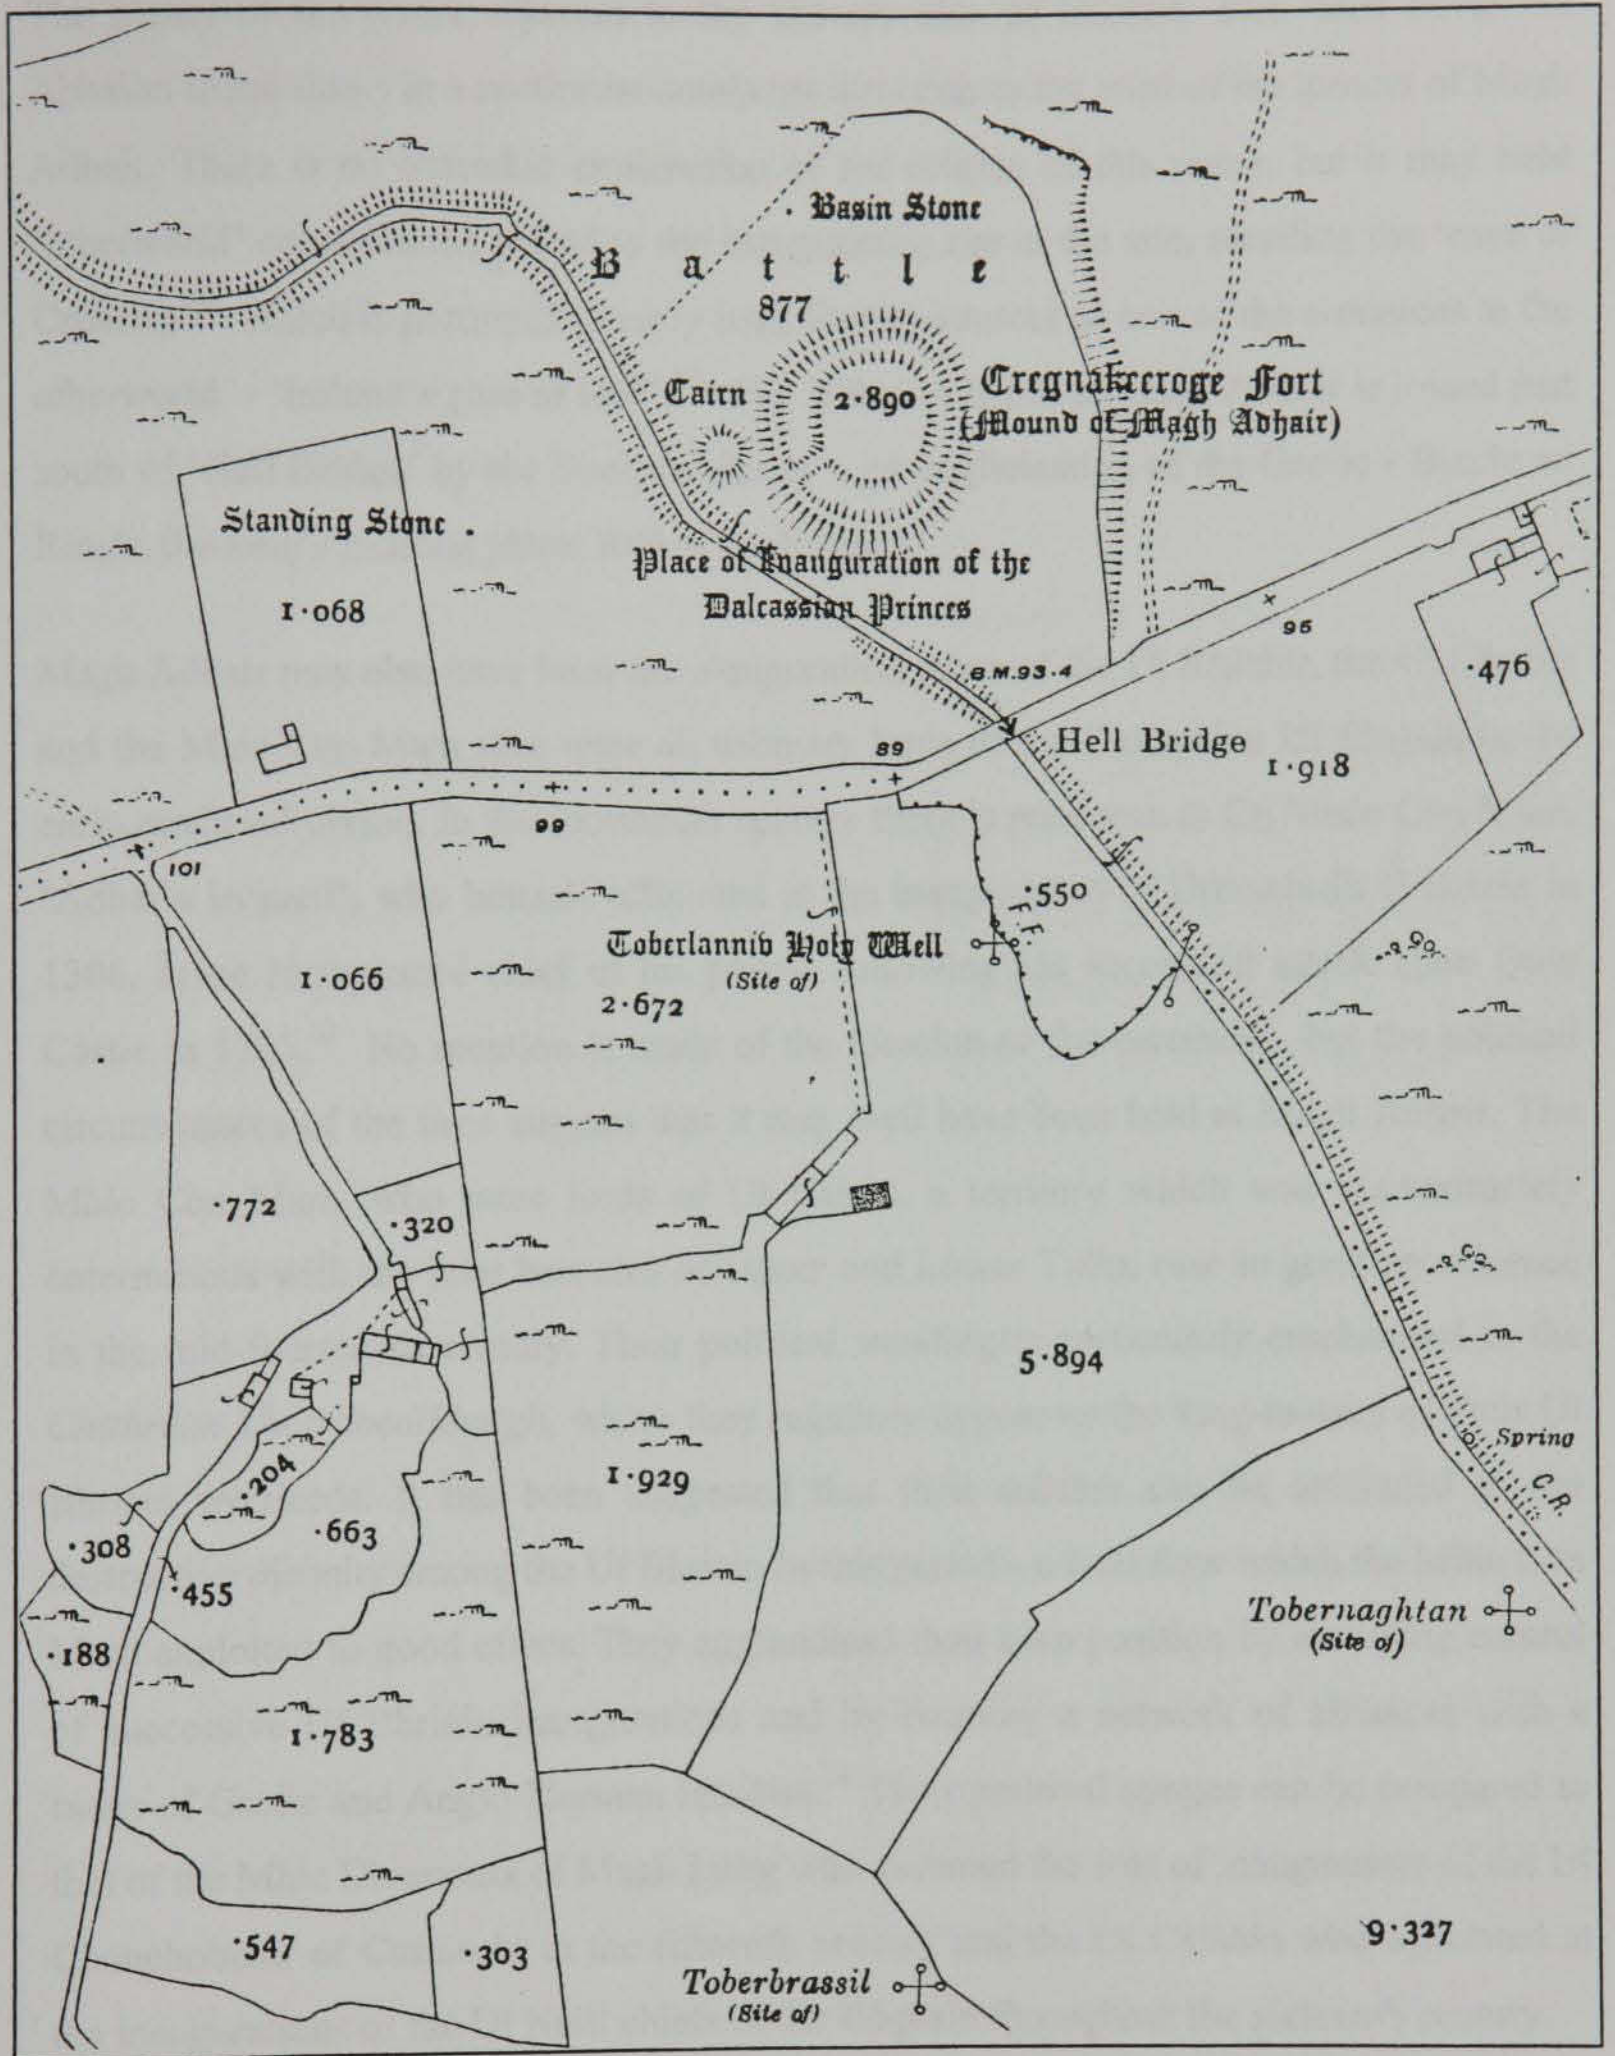 Basin Stone
Battle
877
Cairn
2·890
Cregnakeeroge Fort
(Mound of Magh Adhair)
Standing Stone
1·068
Place of Inauguration of the
Dalcassian Princes
B.M.93·4
95
·476
Hell Bridge
1·918
89
99
101
·550
F.F.
1·066
Toberlanniv Holy Well
(Site of)
2·672
·772
·320
5·894
Spring
C.R.
·204
1·929
·308
·663
·455
Tobernaghtan
(Site of)
·188
1·783
9·327
·547
·303
Toberbrassil
(Site of)